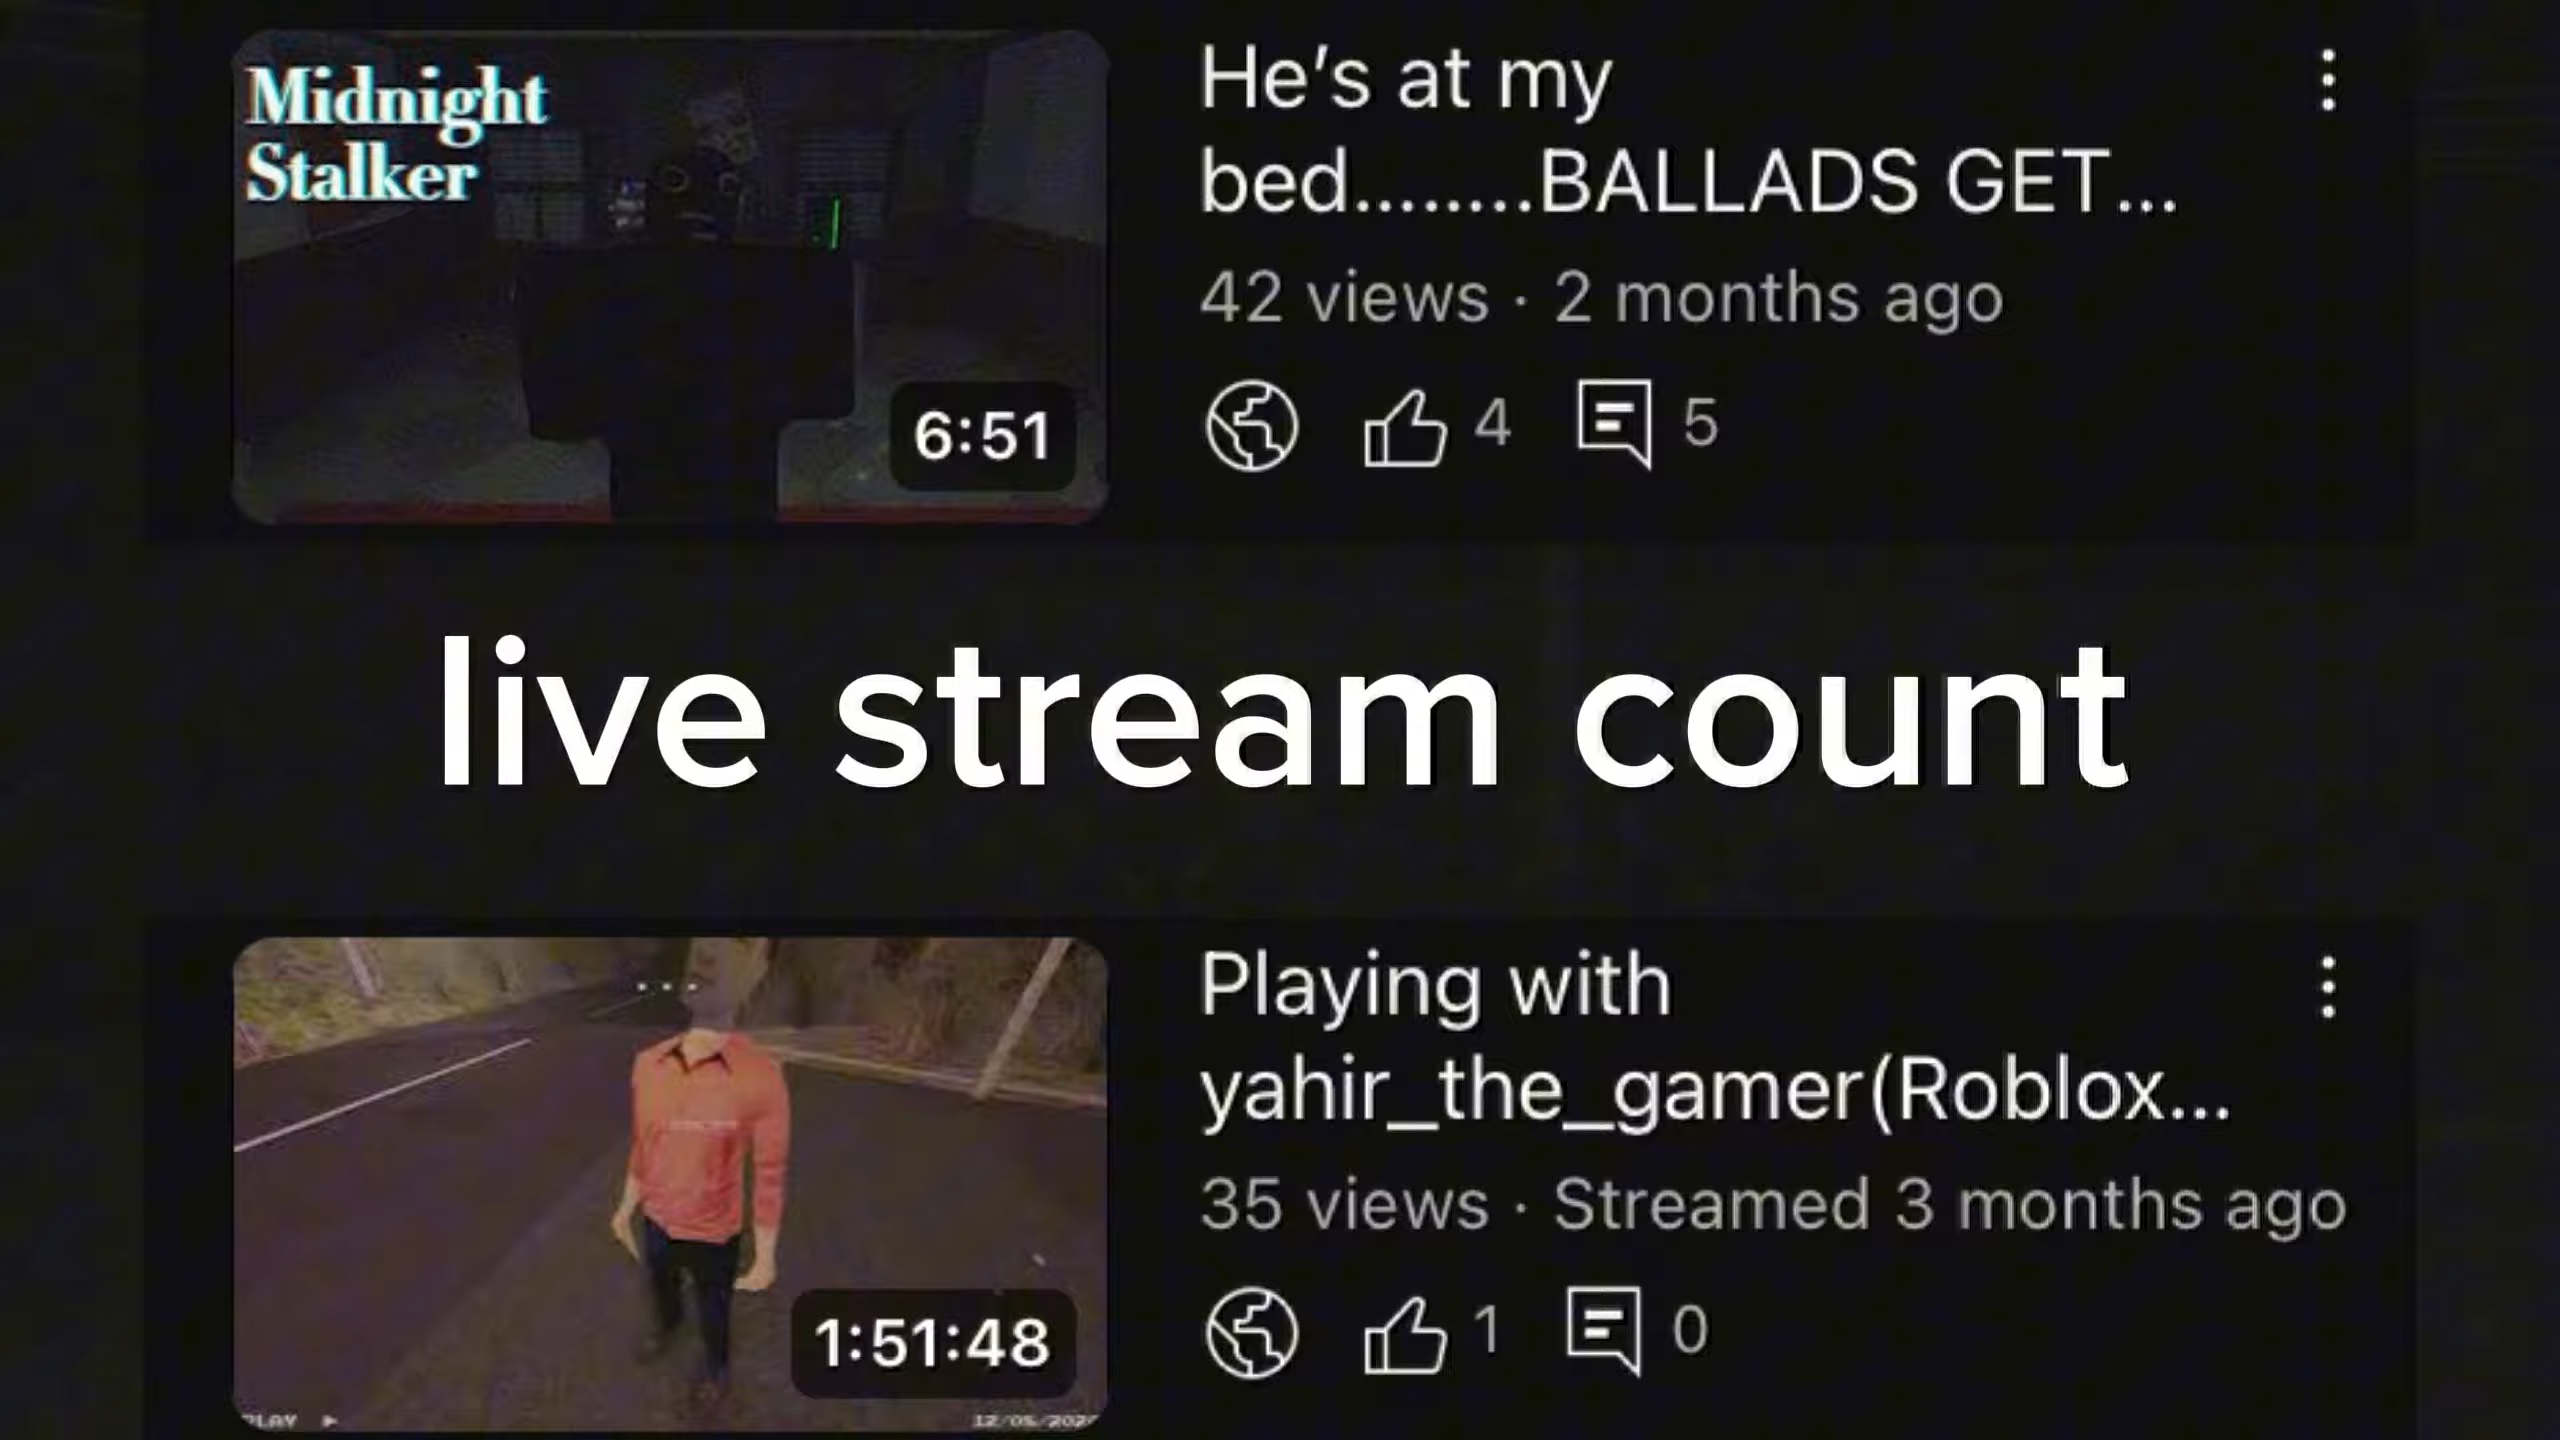 Midnight
Stalker
6:51
He's at my
bed........BALLADS GET...
42 views · 2 months ago
4
5
live stream count
1:51:48
Playing with
yahir_the_gamer(Roblox...
35 views · Streamed 3 months ago
1
0
PLAY